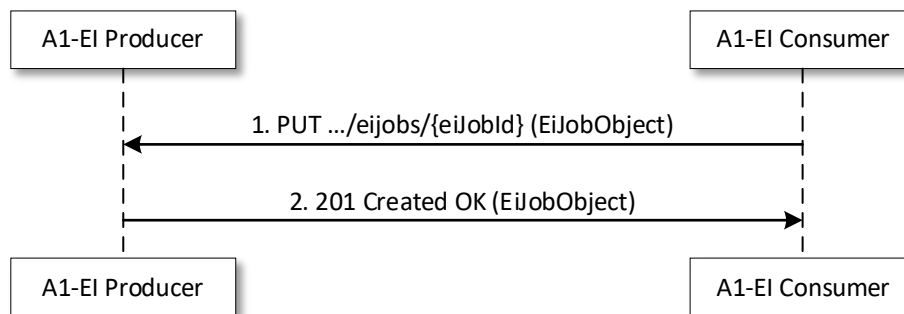 A1-EI Producer
A1-EI Consumer
1. PUT …/eijobs/{eiJobId} (EiJobObject)
2. 201 Created OK (EiJobObject)
A1-EI Producer
A1-EI Consumer